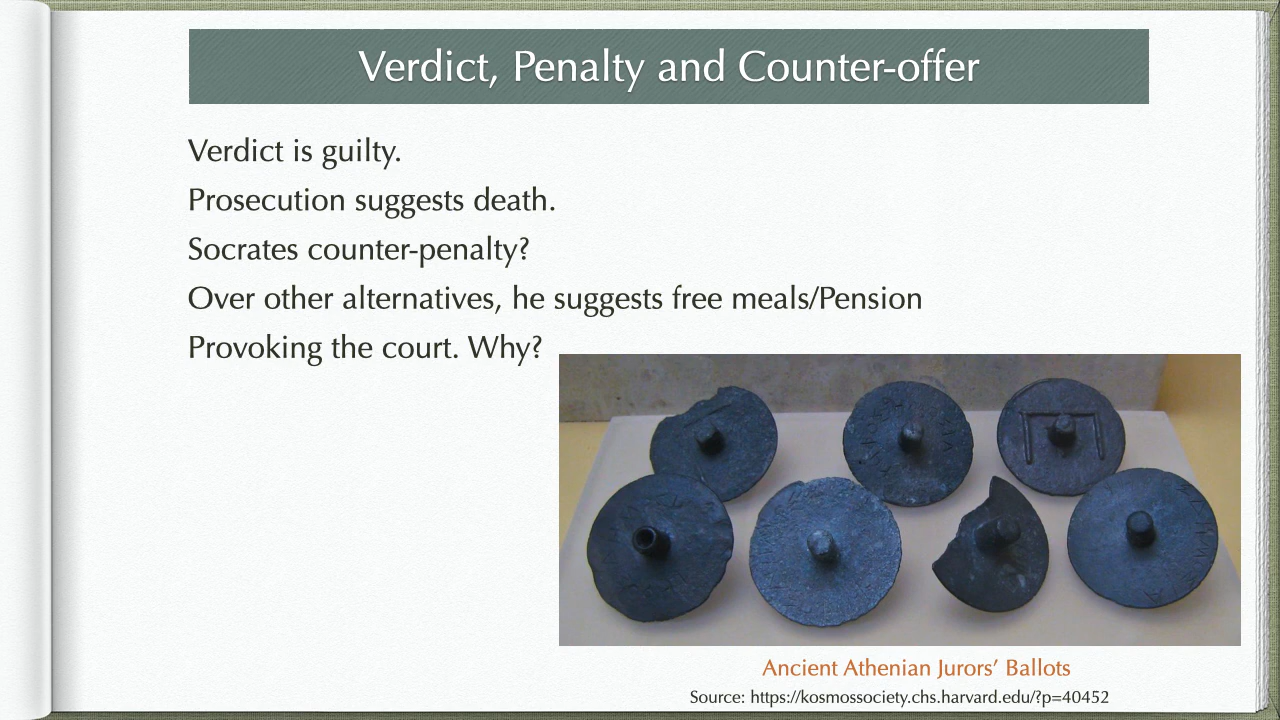 Verdict, Penalty and Counter-offer
Verdict is guilty.
Prosecution suggests death.
Socrates counter-penalty?
Over other alternatives, he suggests free meals/Pension
Provoking the court. Why?
Ancient Athenian Jurors’ Ballots
Source: https://kosmossociety.chs.harvard.edu/?p=40452